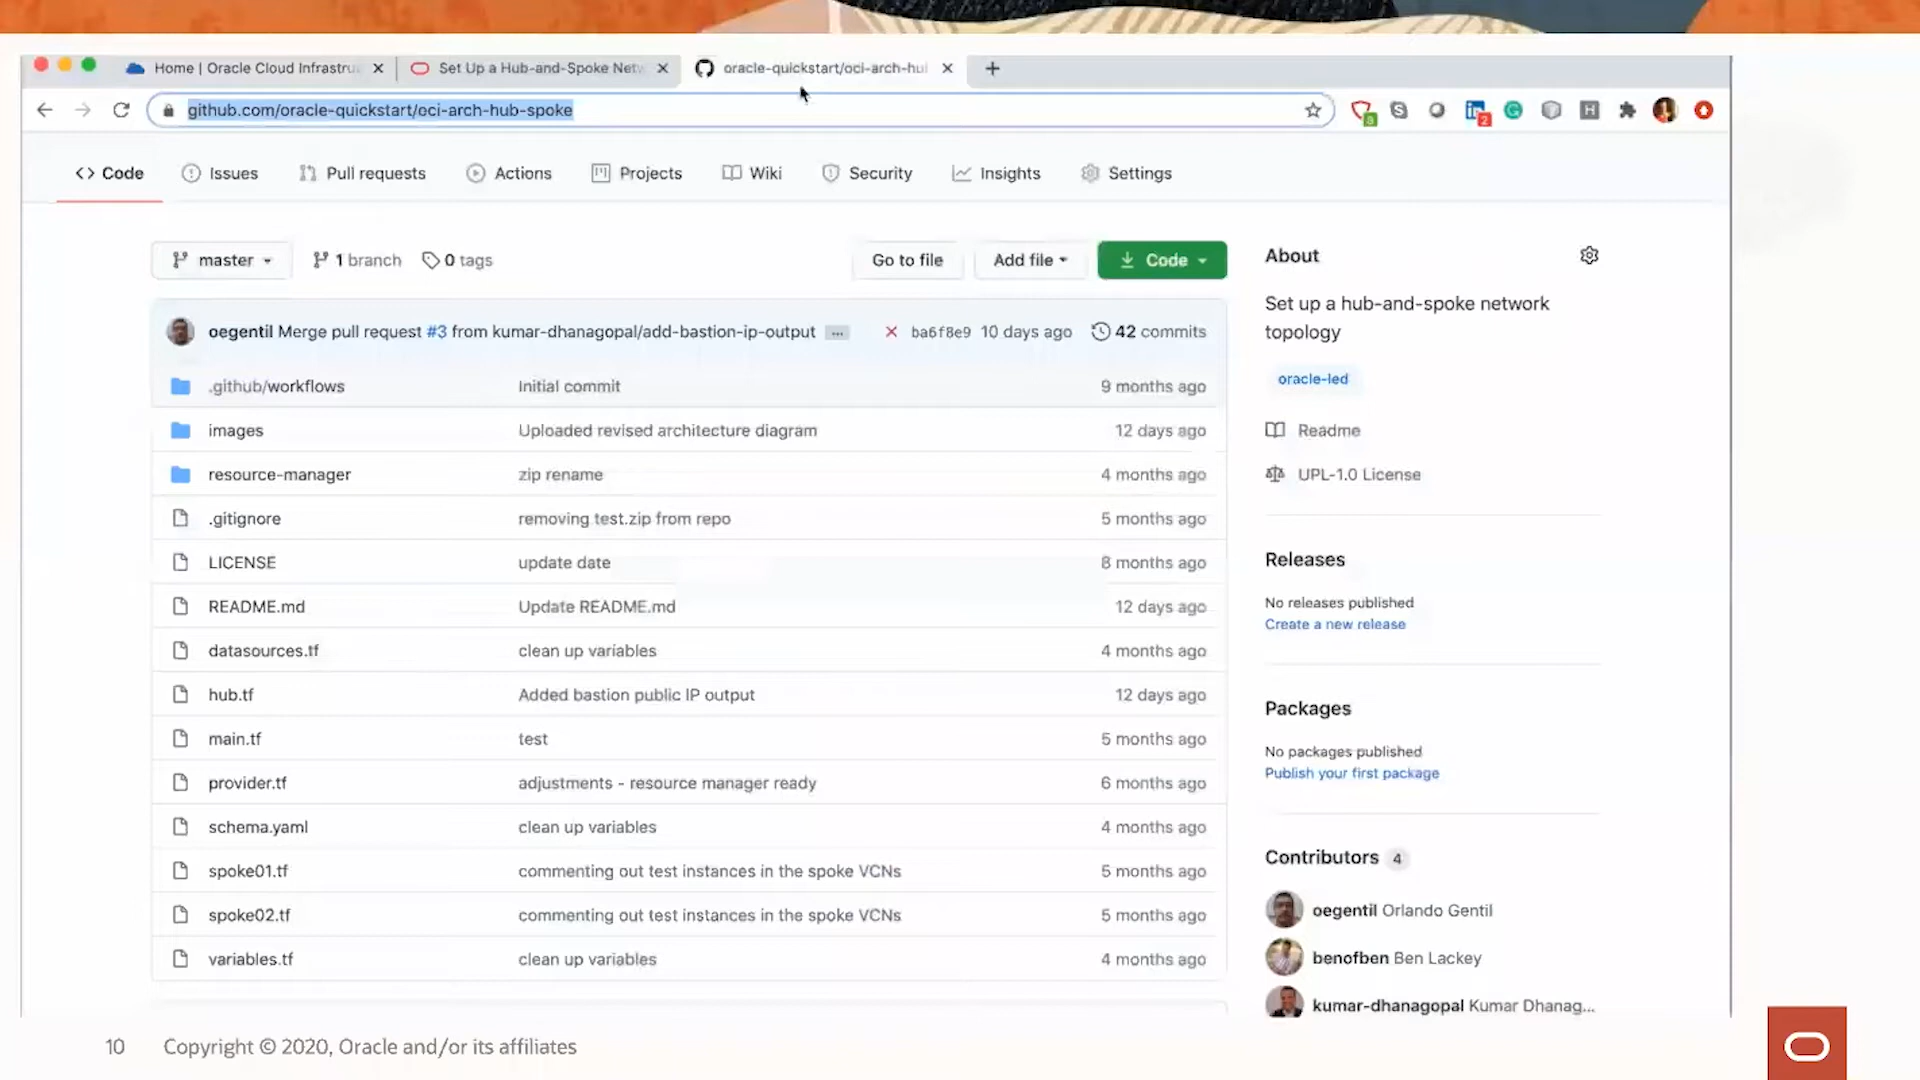 Home | Oracle Cloud Infrastru
Set Up a Hub-and-Spoke Netw
oracle-quickstart/oci-arch-hul
github.com/oracle-quickstart/oci-arch-hub-spoke
Code
Issues
Pull requests
Actions
Projects
Wiki
Security
Insights
Settings
master
1 branch
0 tags
Go to file
Add file
Code
oegentil Merge pull request #3 from kumar-dhanagopal/add-bastion-ip-output ... ba6f8e9 10 days ago 42 commits
.github/workflows Initial commit 9 months ago
images Uploaded revised architecture diagram 12 days ago
resource-manager zip rename 4 months ago
.gitignore removing test.zip from repo 5 months ago
LICENSE update date 8 months ago
README.md Update README.md 12 days ago
datasources.tf clean up variables 4 months ago
hub.tf Added bastion public IP output 12 days ago
main.tf test 5 months ago
provider.tf adjustments - resource manager ready 6 months ago
schema.yaml clean up variables 4 months ago
spoke01.tf commenting out test instances in the spoke VCNs 5 months ago
spoke02.tf commenting out test instances in the spoke VCNs 5 months ago
variables.tf clean up variables 4 months ago
About
Set up a hub-and-spoke network
topology
oracle-led
Readme
UPL-1.0 License
Releases
No releases published
Create a new release
Packages
No packages published
Publish your first package
Contributors 4
oegentil Orlando Gentil
benofben Ben Lackey
kumar-dhanagopal Kumar Dhanag...
10 Copyright © 2020, Oracle and/or its affiliates